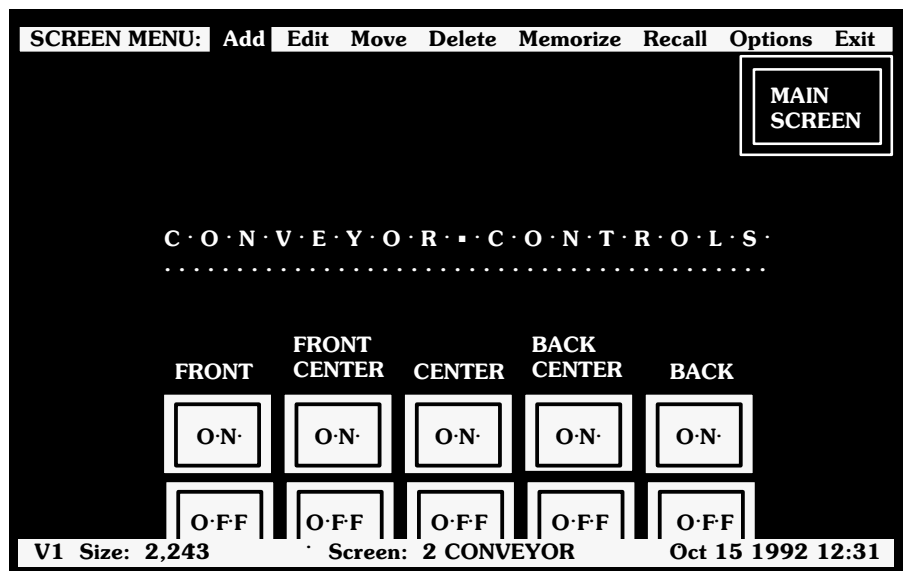 SCREEN MENU: Add Edit Move Delete Memorize Recall Options Exit
MAIN
SCREEN
C·O·N·V·E·Y·O·R·▪·C·O·N·T·R·O·L·S·
FRONT FRONT CENTER CENTER BACK CENTER BACK
O·N· O·N· O·N· O·N· O·N·
O·F·F O·F·F O·F·F O·F·F O·F·F
V1 Size: 2,243 Screen: 2 CONVEYOR Oct 15 1992 12:31